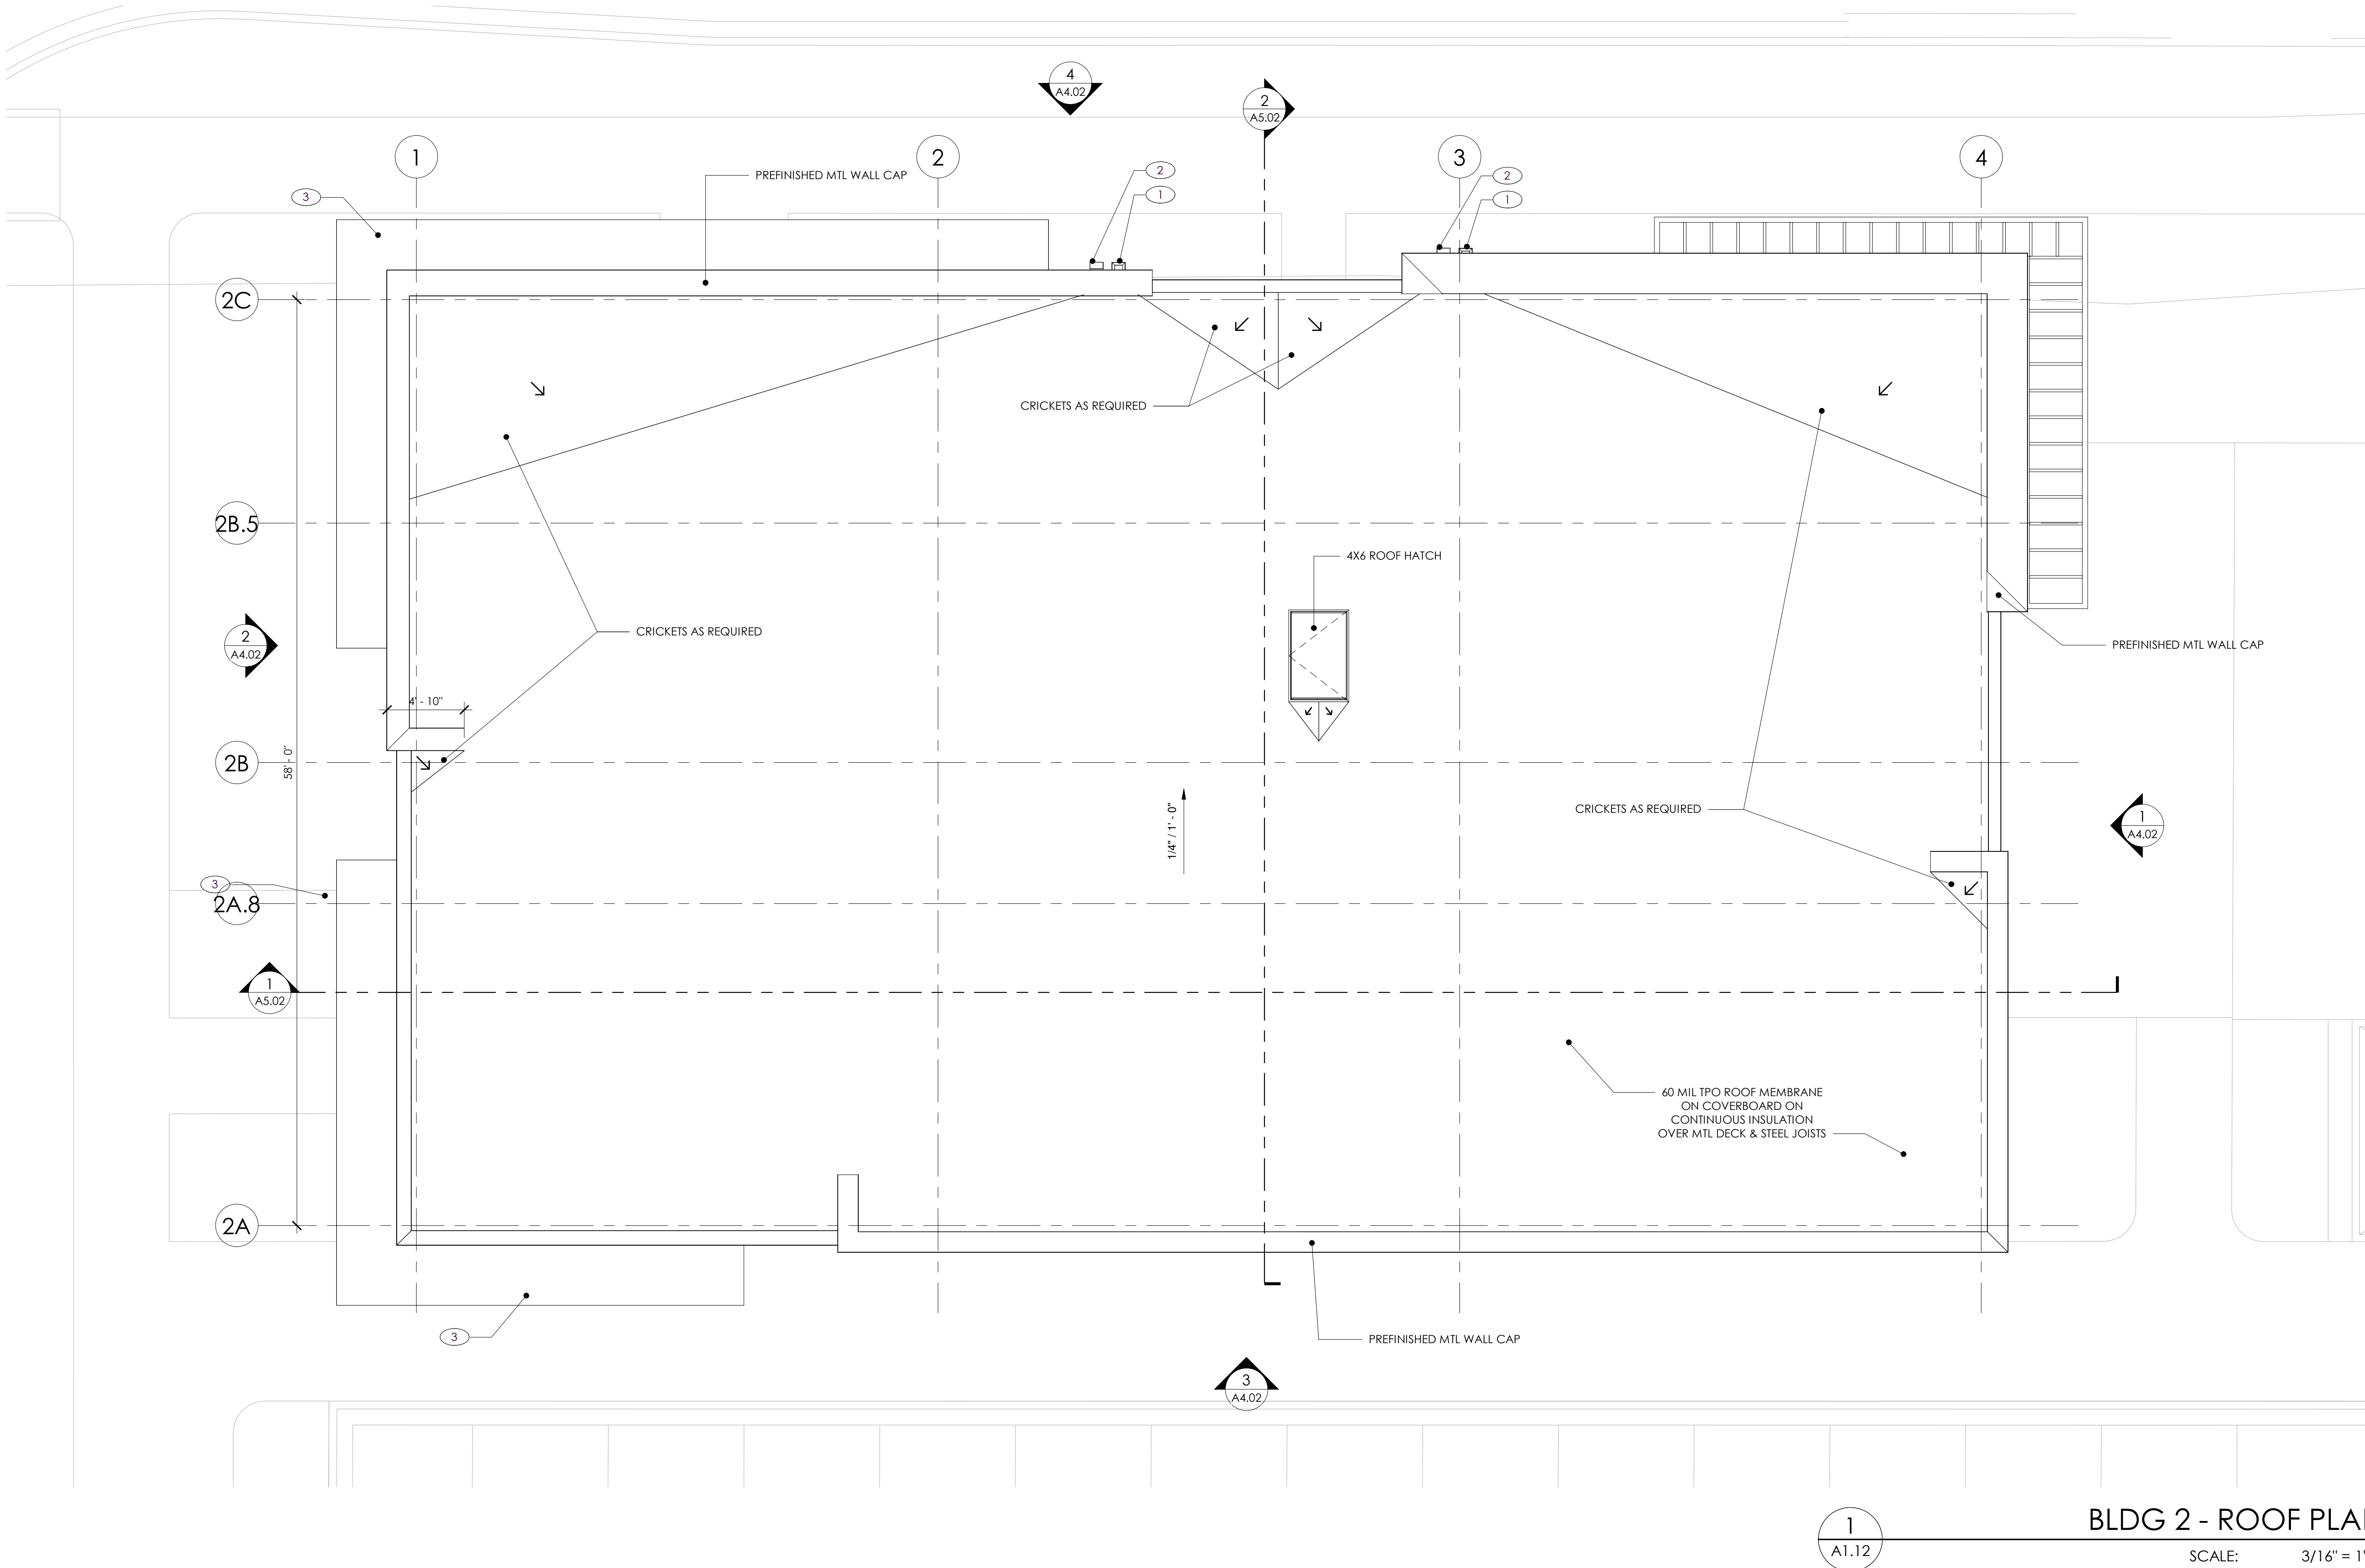 4
A4.02
2
A5.02
1
2
3
4
PREFINISHED MTL WALL CAP
2
1
2
1
3
2C
CRICKETS AS REQUIRED
2B.5
4X6 ROOF HATCH
CRICKETS AS REQUIRED
2
A4.02
PREFINISHED MTL WALL CAP
4' - 10"
58' - 0"
2B
CRICKETS AS REQUIRED
1/4" / 1' - 0"
1
A4.02
3
2A.8
1
A5.02
60 MIL TPO ROOF MEMBRANE
ON COVERBOARD ON
CONTINUOUS INSULATION
OVER MTL DECK & STEEL JOISTS
2A
3
PREFINISHED MTL WALL CAP
3
A4.02
1
A1.12
BLDG 2 - ROOF
SCALE: 3/16" = 1'